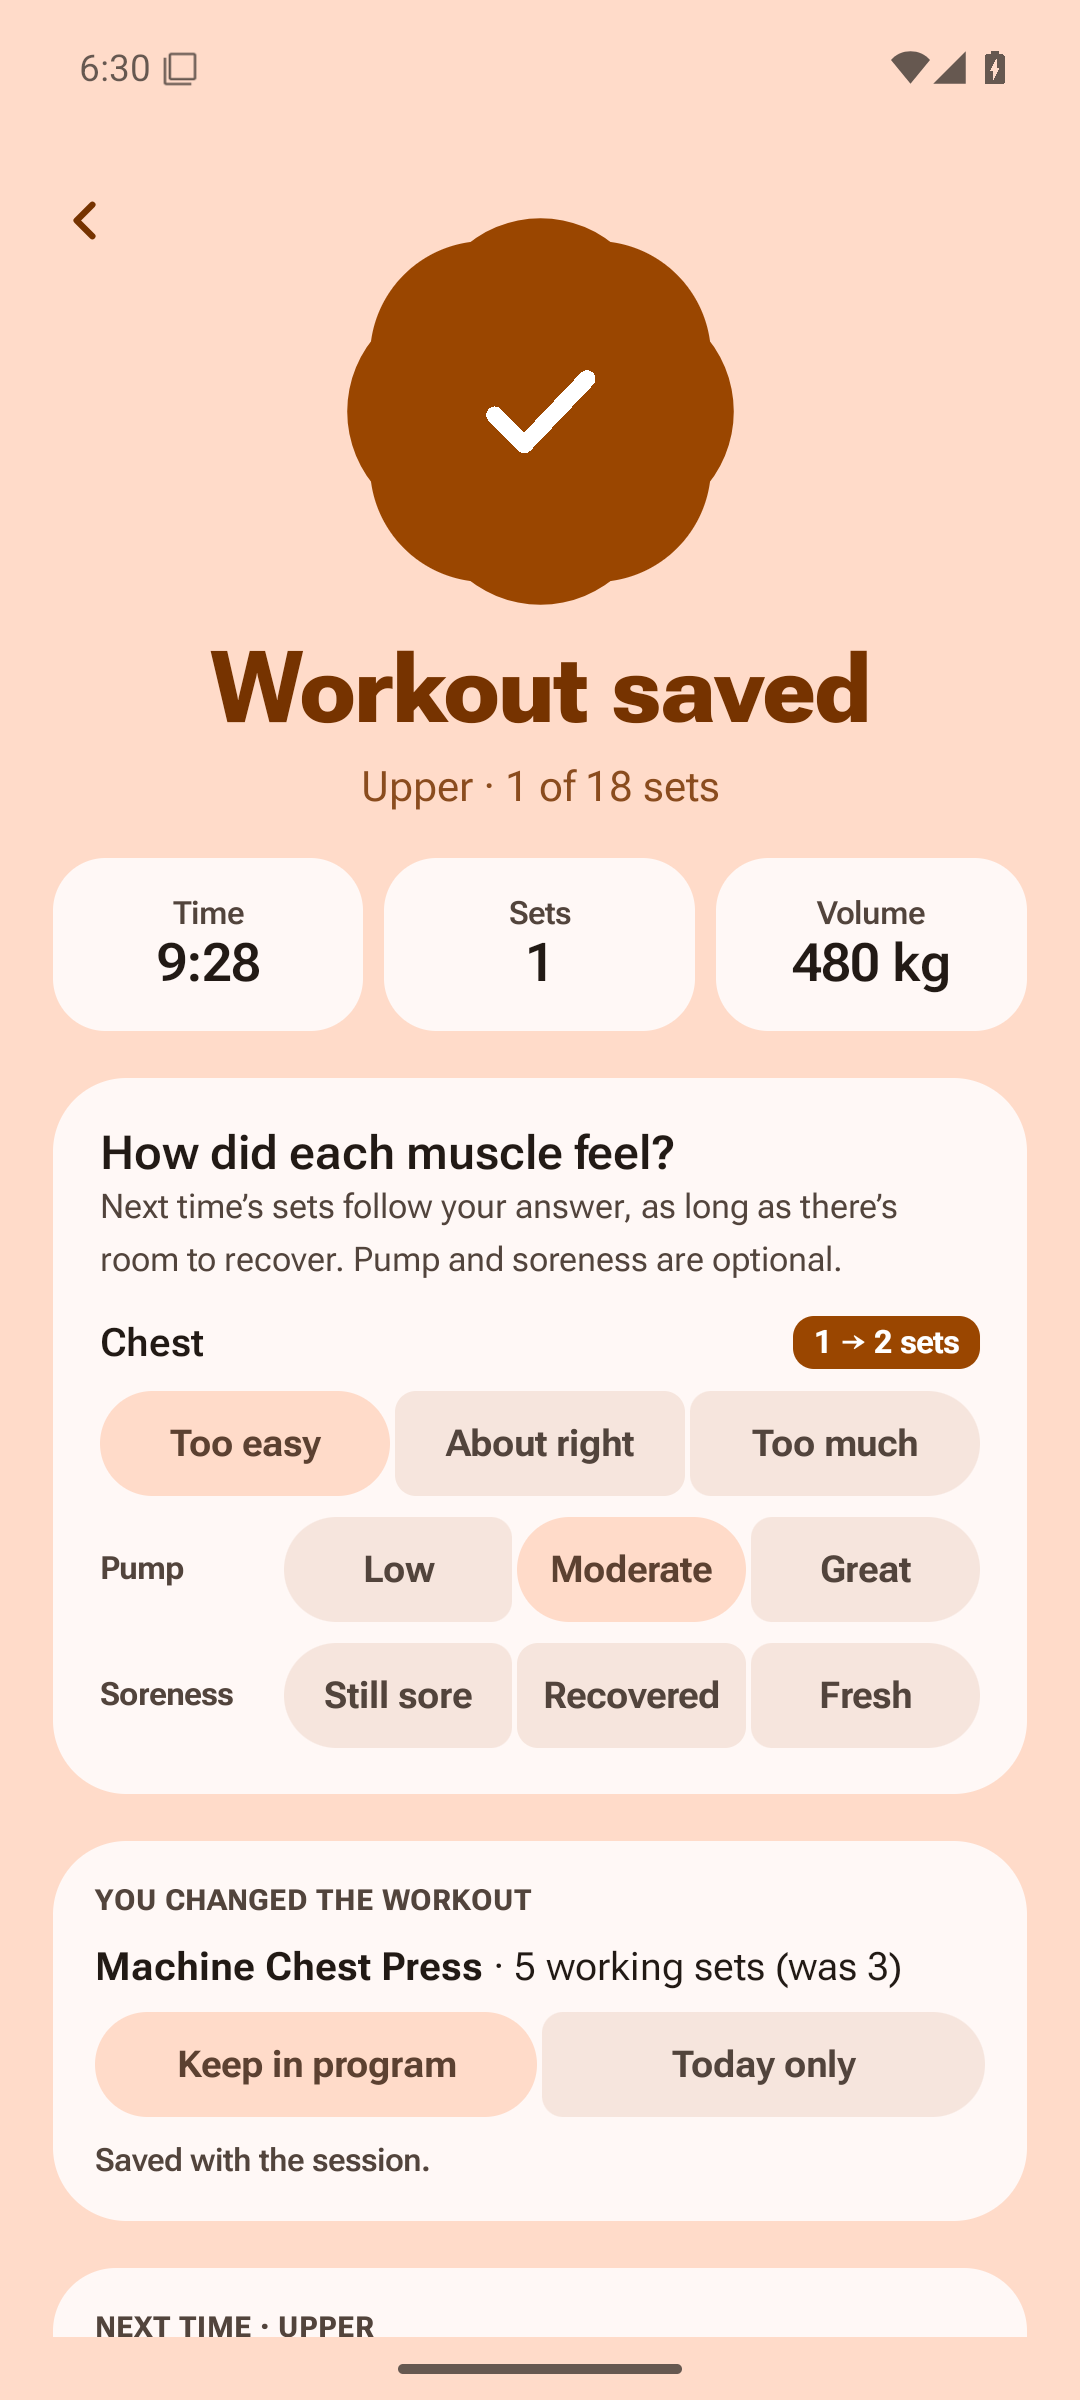 6:30
Workout saved
Upper · 1 of 18 sets
Time
9:28
Sets
1
Volume
480 kg
How did each muscle feel?
Next time’s sets follow your answer, as long as there’s
room to recover. Pump and soreness are optional.
Chest
1 → 2 sets
Too easy
About right
Too much
Pump
Low
Moderate
Great
Soreness
Still sore
Recovered
Fresh
YOU CHANGED THE WORKOUT
Machine Chest Press · 5 working sets (was 3)
Keep in program
Today only
Saved with the session.
NEXT TIME · UPPER